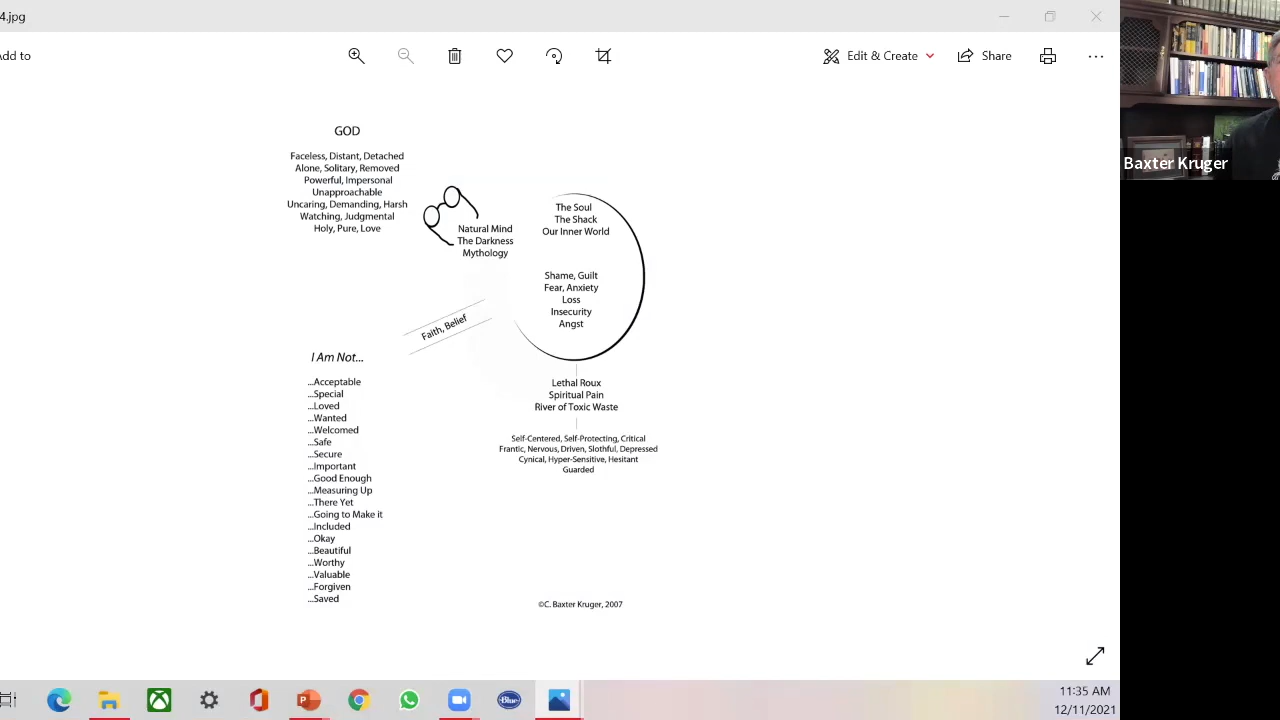 4.jpg
Add to
Edit & Create
Share
Baxter Kruger
GOD
Faceless, Distant, Detached
Alone, Solitary, Removed
Powerful, Impersonal
Unapproachable
Uncaring, Demanding, Harsh
Watching, Judgmental
Holy, Pure, Love
Natural Mind
The Darkness
Mythology
The Soul
The Shack
Our Inner World
Shame, Guilt
Fear, Anxiety
Loss
Insecurity
Angst
Faith, Belief
Lethal Roux
Spiritual Pain
River of Toxic Waste
Self-Centered, Self-Protecting, Critical
Frantic, Nervous, Driven, Slothful, Depressed
Cynical, Hyper-Sensitive, Hesitant
Guarded
I Am Not...
...Acceptable
...Special
...Loved
...Wanted
...Welcomed
...Safe
...Secure
...Important
...Good Enough
...Measuring Up
...There Yet
...Going to Make it
...Included
...Okay
...Beautiful
...Worthy
...Valuable
...Forgiven
...Saved
©C. Baxter Kruger, 2007
Blue
11:35 AM
12/11/2021